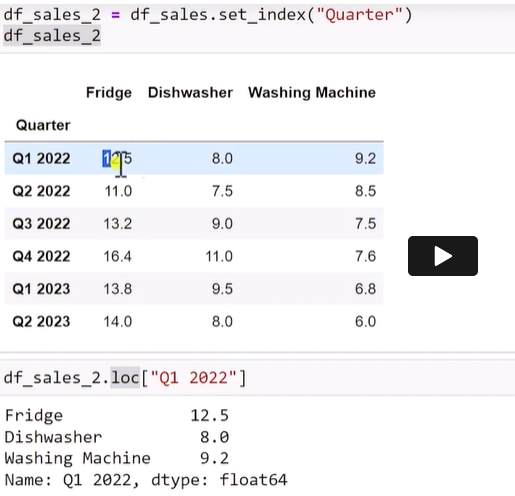 df_sales_2 = df_sales.set_index("Quarter")
df_sales_2
Fridge Dishwasher Washing Machine
Quarter
Q1 2022 12.5 8.0 9.2
Q2 2022 11.0 7.5 8.5
Q3 2022 13.2 9.0 7.5
Q4 2022 16.4 11.0 7.6
Q1 2023 13.8 9.5 6.8
Q2 2023 14.0 8.0 6.0
df_sales_2.loc["Q1 2022"]
Fridge 12.5
Dishwasher 8.0
Washing Machine 9.2
Name: Q1 2022, dtype: float64